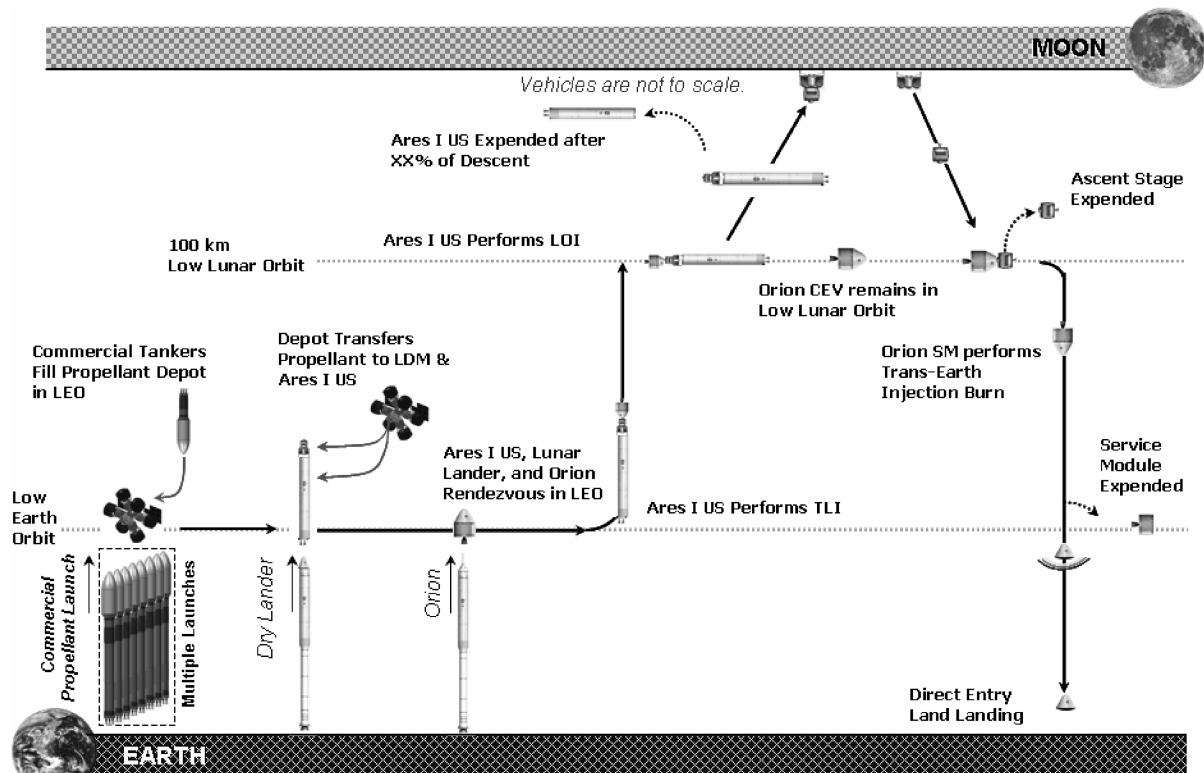 MOON
Vehicles are not to scale.
Ares I US Expended after
XX% of Descent
Ascent Stage
Expended
Ares I US Performs LOI
100 km
Low Lunar Orbit
Orion CEV remains in
Low Lunar Orbit
Depot Transfers
Propellant to LDM &
Ares I US
Commercial Tankers
Fill Propellant Depot
in LEO
Orion SM performs
Trans-Earth
Injection Burn
Ares I US, Lunar
Lander, and Orion
Rendezvous in LEO
Service
Module
Expended
Low
Earth
Orbit
Ares I US Performs TLI
Commercial
Propellant Launch
Multiple Launches
Dry Lander
Orion
Direct Entry
Land Landing
EARTH